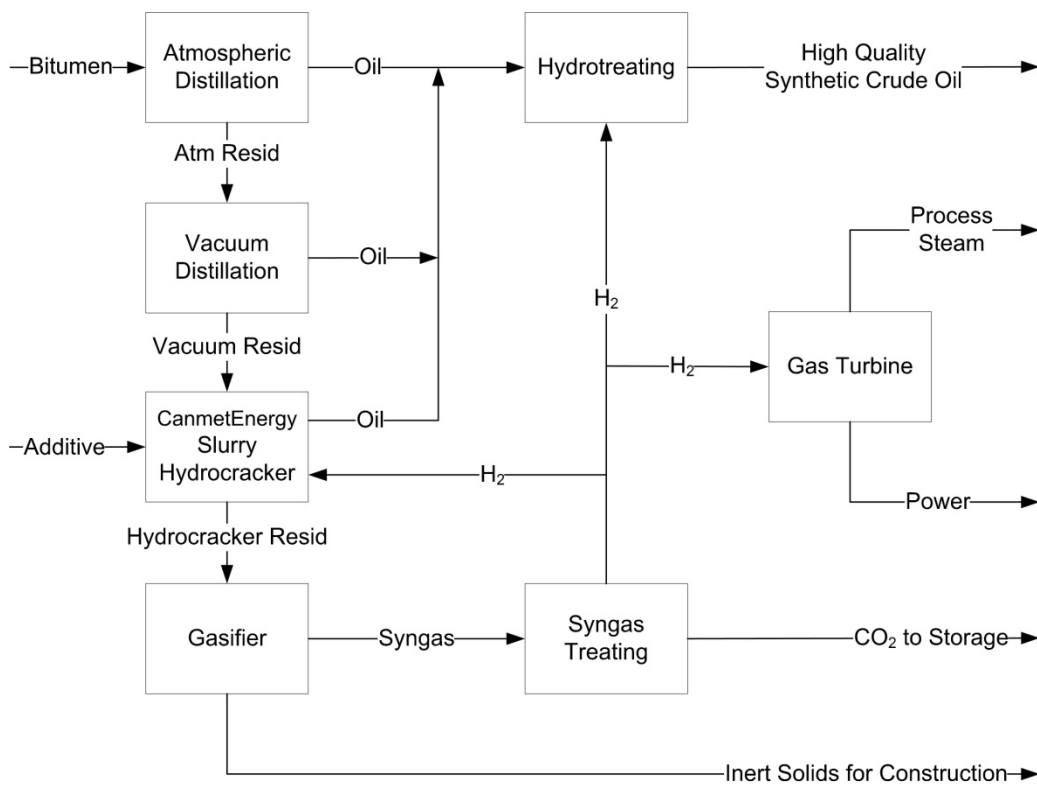 Bitumen
Atmospheric
Distillation
Oil
Hydrotreating
High Quality
Synthetic Crude Oil
Atm Resid
Vacuum
Distillation
Oil
H₂
Process
Steam
Vacuum Resid
H₂
Gas Turbine
Additive
CanmetEnergy
Slurry
Hydrocracker
Oil
H₂
Power
Hydrocracker Resid
Gasifier
Syngas
Syngas
Treating
CO₂ to Storage
Inert Solids for Construction